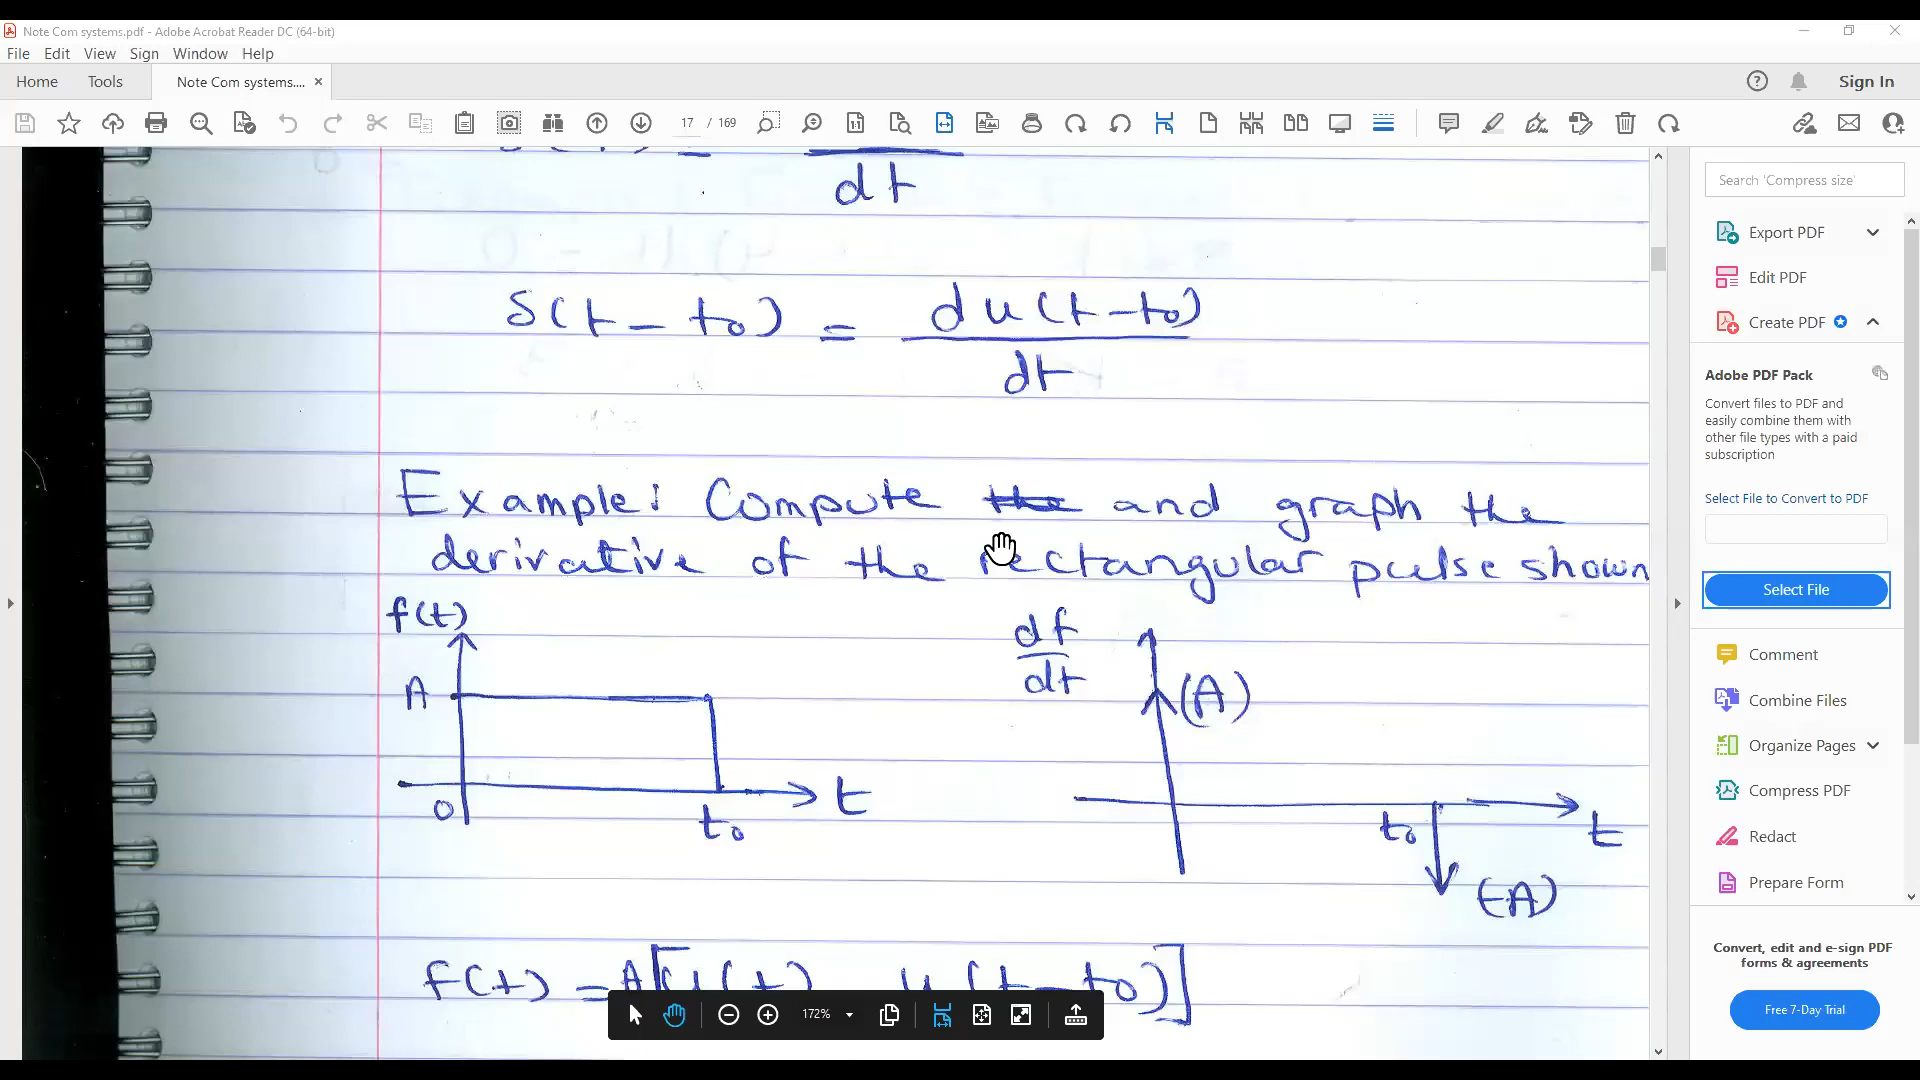 Note Com systems.pdf - Adobe Acrobat Reader DC (64-bit)
File Edit View Sign Window Help
Home Tools Note Com systems.... ×
Sign In
17 / 169
dt
δ(t - t₀) = du(t-t₀)
dt
Example: Compute the and graph the
derivative of the rectangular pulse shown
f(t)
A
0
t₀
t
df
dt
(A)
t₀
t
(-A)
f(t) = A[u(t) - u(t-t₀)]
172%
Search 'Compress size'
Export PDF
Edit PDF
Create PDF
Adobe PDF Pack
Convert files to PDF and
easily combine them with
other file types with a paid
subscription
Select File to Convert to PDF
Select File
Comment
Combine Files
Organize Pages
Compress PDF
Redact
Prepare Form
Convert, edit and e-sign PDF
forms & agreements
Free 7-Day Trial